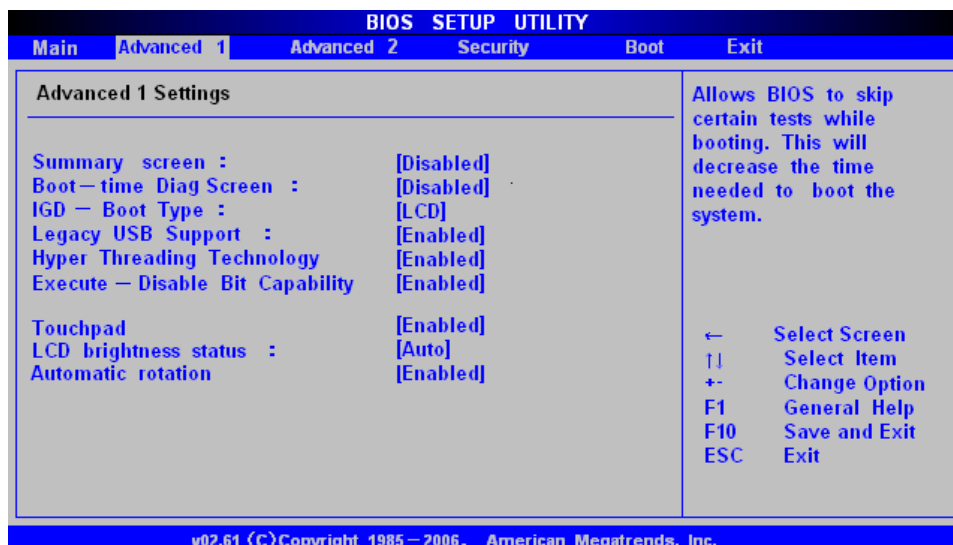 BIOS SETUP UTILITY
Main Advanced 1 Advanced 2 Security Boot Exit
Advanced 1 Settings
Summary screen : [Disabled]
Boot－time Diag Screen : [Disabled]
IGD － Boot Type : [LCD]
Legacy USB Support : [Enabled]
Hyper Threading Technology [Enabled]
Execute － Disable Bit Capability [Enabled]
Touchpad [Enabled]
LCD brightness status : [Auto]
Automatic rotation [Enabled]
Allows BIOS to skip
certain tests while
booting. This will
decrease the time
needed to boot the
system.
← Select Screen
↑↓ Select Item
+- Change Option
F1 General Help
F10 Save and Exit
ESC Exit
v02.61 (C)Copyright 1985－2006, American Megatrends, Inc.